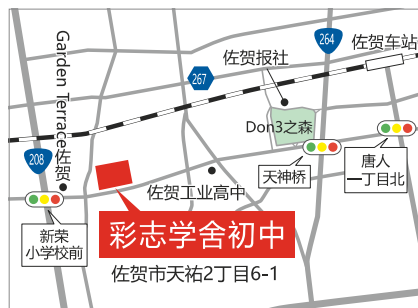 264
佐贺车站
佐贺报社
267
Garden Terrace佐贺
Don3之森
208
天神桥
唐人
一丁目北
佐贺工业高中
新荣
小学校前
彩志学舍初中
佐贺市天祐2丁目6-1